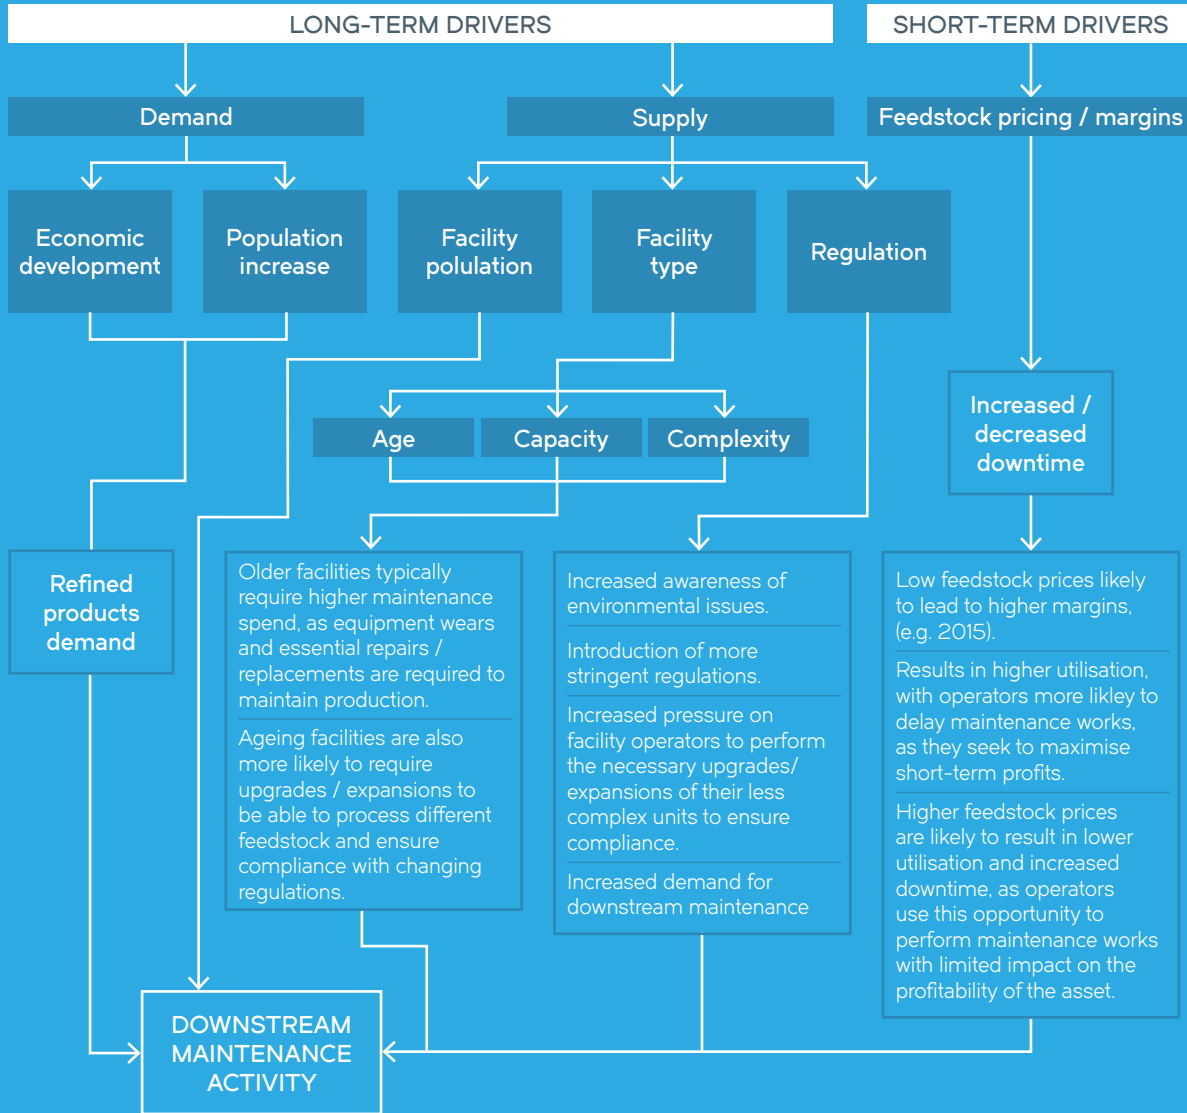 LONG-TERM DRIVERS
SHORT-TERM DRIVERS
Demand
Supply
Feedstock pricing / margins
Economic
development
Population
increase
Facility
polulation
Facility
type
Regulation
Age
Capacity
Complexity
Increased /
decreased
downtime
Refined
products
demand
Older facilities typically
require higher maintenance
spend, as equipment wears
and essential repairs /
replacements are required to
maintain production.
Ageing facilities are also
more likely to require
upgrades / expansions to
be able to process different
feedstock and ensure
compliance with changing
regulations.
Increased awareness of
environmental issues.
Introduction of more
stringent regulations.
Increased pressure on
facility operators to perform
the necessary upgrades/
expansions of their less
complex units to ensure
compliance.
Increased demand for
downstream maintenance
Low feedstock prices likely
to lead to higher margins,
(e.g. 2015).
Results in higher utilisation,
with operators more likley to
delay maintenance works,
as they seek to maximise
short-term profits.
Higher feedstock prices
are likely to result in lower
utilisation and increased
downtime, as operators
use this opportunity to
perform maintenance works
with limited impact on the
profitability of the asset.
DOWNSTREAM
MAINTENANCE
ACTIVITY